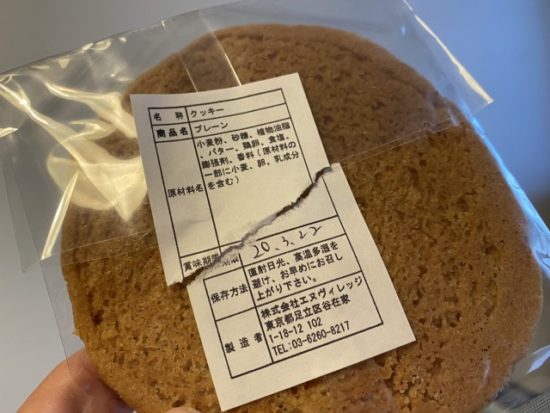 名 称 クッキー
商品名 プレーン
原材料名 小麦粉、砂糖、植物油脂
、バター、鶏卵、食塩、
膨張剤、香料(原材料の
一部に小麦、卵、乳成分
を含む)
賞味期限 20.3.22
保存方法 直射日光、高温多湿を
避け、お早めにお召し
上がり下さい。
製造者 株式会社エヌヴィレッジ
東京都足立区谷在家
1-18-12 102
TEL:03-6260-8217